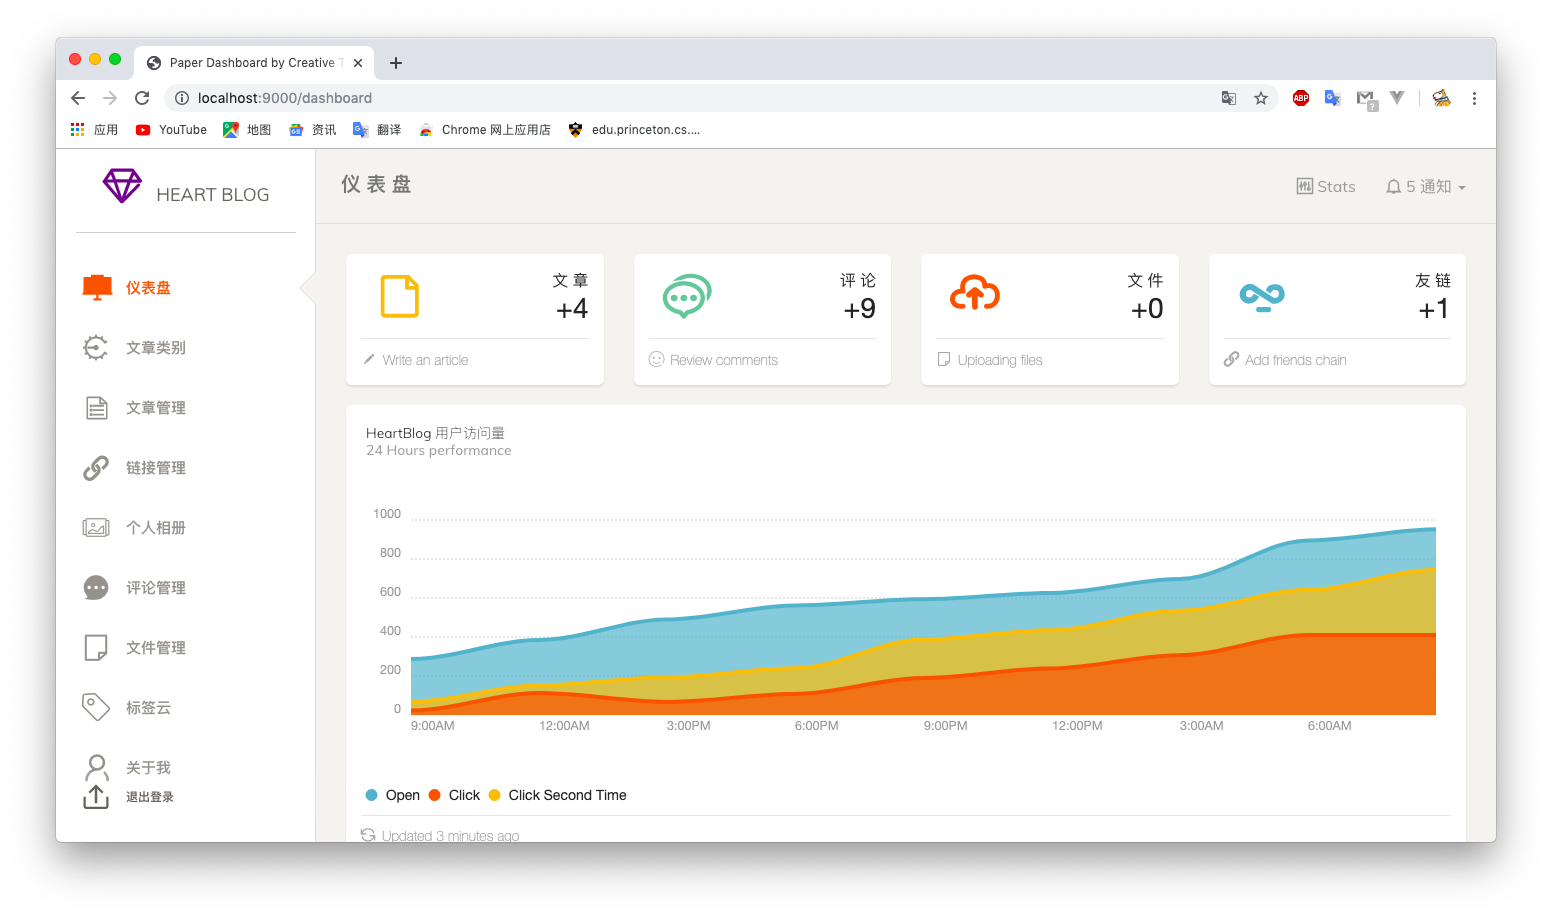 Paper Dashboard by Creative T
localhost:9000/dashboard
应用 YouTube 地图 资讯 翻译 Chrome 网上应用店 edu.princeton.cs....
ABP
HEART BLOG
仪表盘
文章类别
文章管理
链接管理
个人相册
评论管理
文件管理
标签云
关于我
退出登录
仪 表 盘
Stats 5 通知
文 章
+4
Write an article
评 论
+9
Review comments
文 件
+0
Uploading files
友 链
+1
Add friends chain
HeartBlog 用户访问量
24 Hours performance
1000
800
600
400
200
0
9:00AM 12:00AM 3:00PM 6:00PM 9:00PM 12:00PM 3:00AM 6:00AM
Open Click Click Second Time
Updated 3 minutes ago